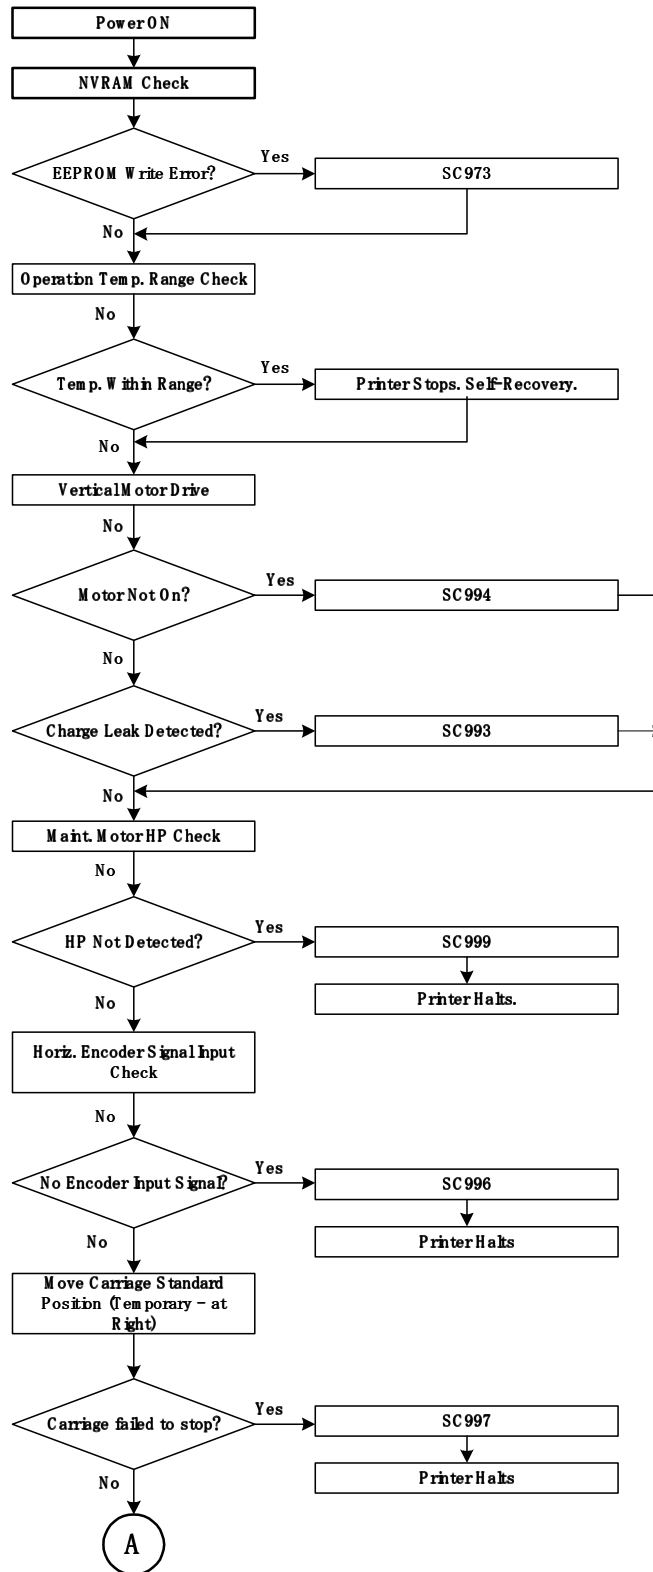 Power ON
NVRAM Check
EEPROM Write Error?
Yes
SC973
No
Operation Temp. Range Check
No
Temp. Within Range?
Yes
Printer Stops. Self-Recovery.
No
Vertical Motor Drive
No
Motor Not On?
Yes
SC994
No
Charge Leak Detected?
Yes
SC993
No
Maint. Motor HP Check
No
HP Not Detected?
Yes
SC999
Printer Halts.
No
Horiz. Encoder Signal Input
Check
No
No Encoder Input Signal?
Yes
SC996
Printer Halts
No
Move Carriage Standard
Position (Temporary – at
Right)
Carriage failed to stop?
Yes
SC997
Printer Halts
No
A